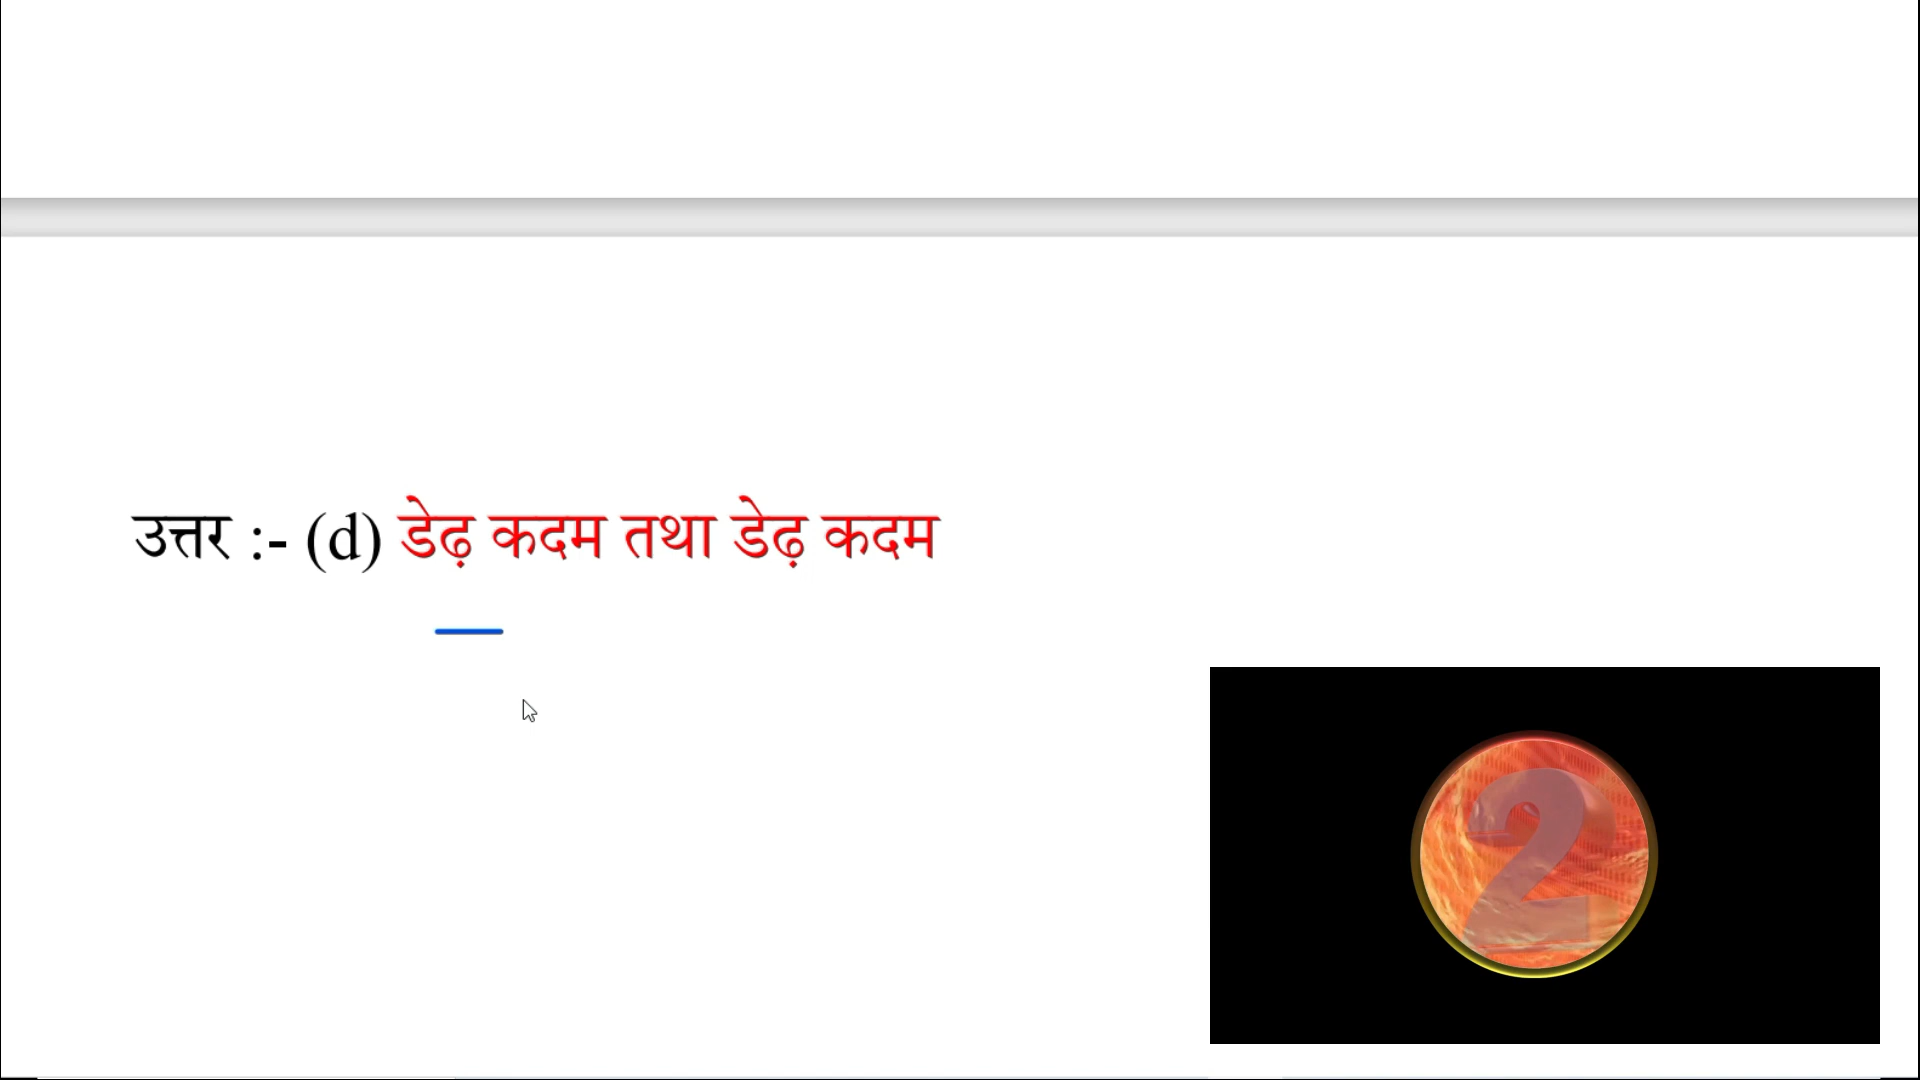 उत्तर :- (d) डेढ़ कदम तथा डेढ़ कदम
2